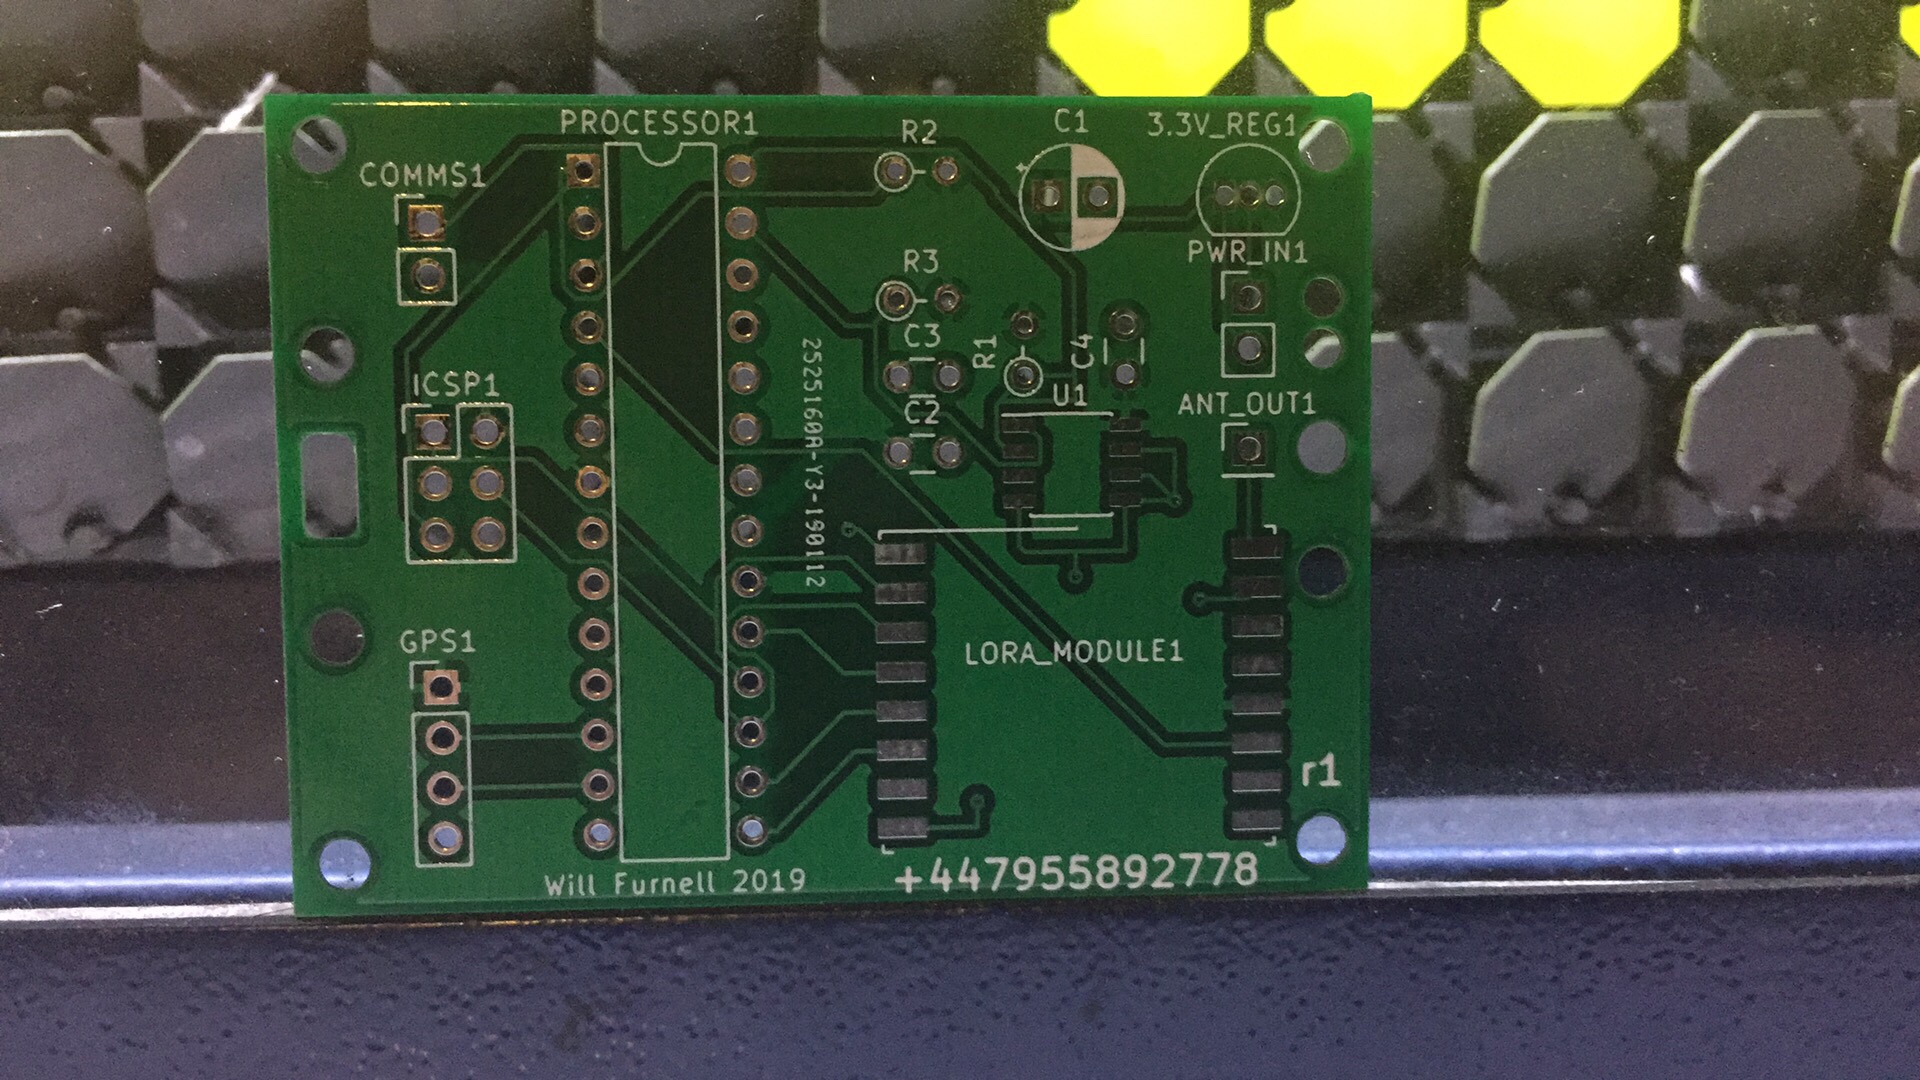 PROCESSOR1
R2
C1
3.3V_REG1
COMMS1
PWR_IN1
R3
C3
R1
C4
ICSP1
U1
C2
ANT_OUT1
2525160A-Y3-190112
GPS1
LORA_MODULE1
r1
Will Furnell 2019
+447955892778